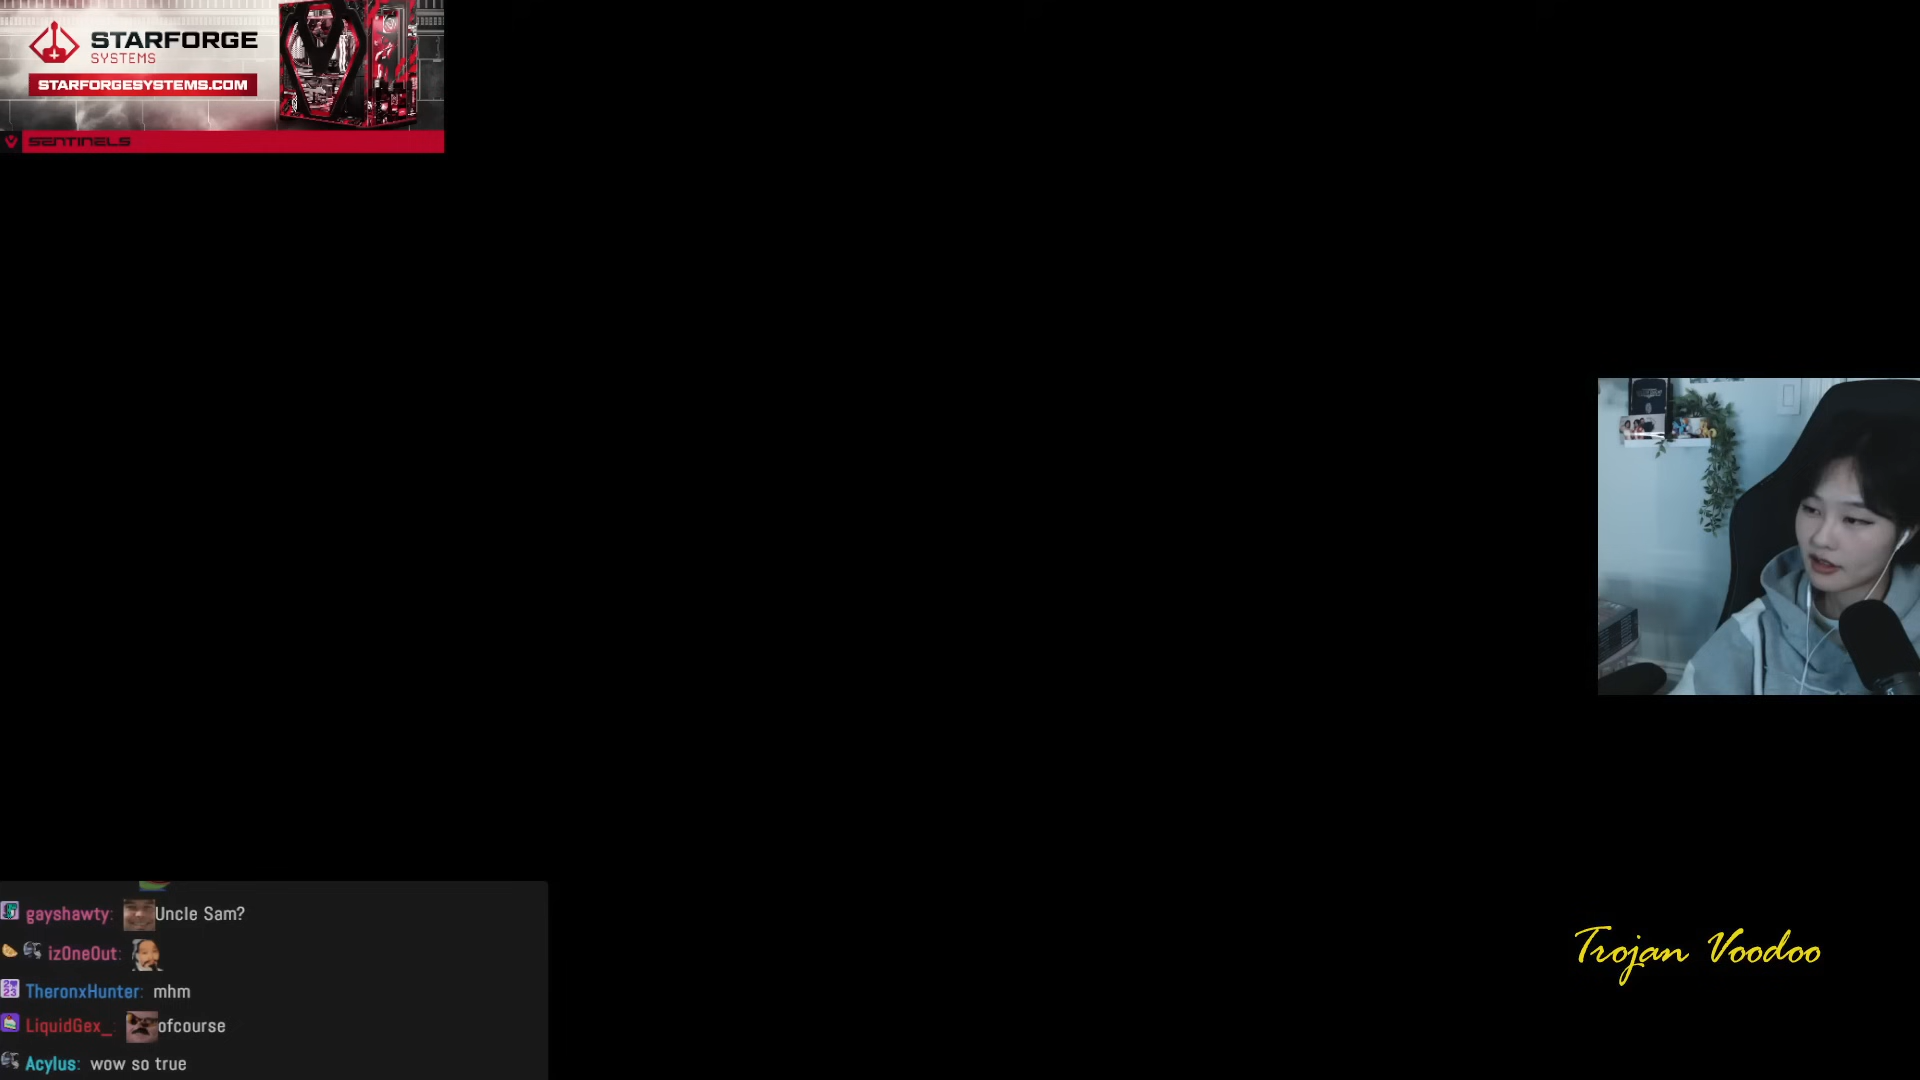 STARFORGE
SYSTEMS
STARFORGESYSTEMS.COM
SENTINELS
gayshawty: Uncle Sam?
izOneOut:
TheronxHunter: mhm
LiquidGex_: ofcourse
Acylus: wow so true
Trojan Voodoo